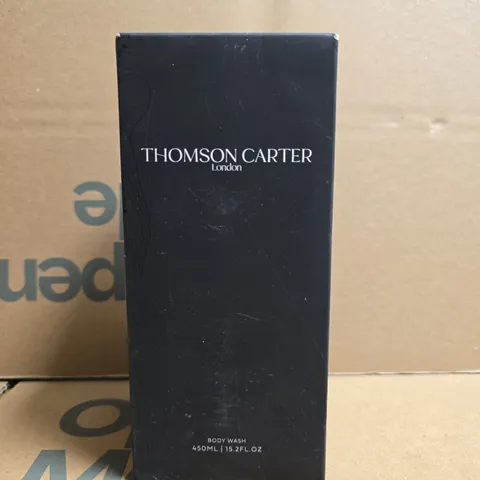 THOMSON CARTER
London
BODY WASH
450ML | 15.2FL.OZ